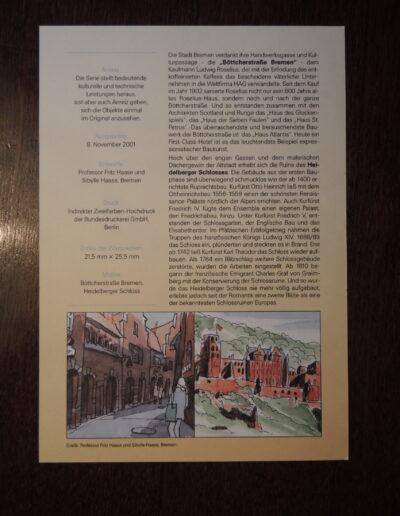 Anlass
Die Serie stellt bedeutende
kulturelle und technische
Leistungen heraus,
soll aber auch Anreiz geben,
sich die Objekte einmal
im Original anzusehen.
Ausgabetag
8. November 2001
Entwürfe
Professor Fritz Haase und
Sibylle Haase, Bremen
Druck
Indirekter Zweifarben-Hochdruck
der Bundesdruckerei GmbH,
Berlin
Größe des Wertzeichens
21,5 mm × 25,5 mm
Motive
Böttcherstraße Bremen,
Heidelberger Schloss
Die Stadt Bremen verdankt ihre Handwerksgasse und Kul-
turpassage - die „Böttcherstraße Bremen" - dem
Kaufmann Ludwig Roselius, der mit der Erfindung des ent-
koffeinierten Kaffees das bescheidene väterliche Unter-
nehmen in die Weltfirma HAG verwandelte. Seit dem Kauf
im Jahr 1902 sanierte Roselius nicht nur sein 600 Jahre al-
tes Roselius-Haus, sondern nach und nach die ganze
Böttcherstraße. Und so entstanden zusammen mit den
Architekten Scotland und Runge das „Haus des Glocken-
spiels", das „Haus der Sieben Faulen" und das „Haus St.
Petrus". Das überraschendste und berauschendste Bau-
werk der Böttcherstraße ist das „Haus Atlantis". Heute ein
First-Class-Hotel ist es das leuchtendste Beispiel expres-
sionistischer Baukunst.
Hoch über den engen Gassen und dem malerischen
Dächergewirr der Altstadt erhebt sich die Ruine des Hei-
delberger Schlosses. Die Gebäude aus der ersten Bau-
phase sind überwiegend schmucklos wie der ab 1400 er-
richtete Ruprechtsbau. Kurfürst Otto Heinrich ließ mit dem
Ottheinrichsbau 1556-1559 einen der schönsten Renais-
sance Paläste nördlich der Alpen errichten. Auch Kurfürst
Friedrich IV. fügte dem Ensemble einen eigenen Palast,
den Friedrichsbau, hinzu. Unter Kurfürst Friedrich V. ent-
standen der Schlossgarten, der Englische Bau und das
Elisabethentor. Im Pfälzischen Erbfolgekrieg nahmen die
Truppen des französischen Königs Ludwig XIV. 1688/89
das Schloss ein, plünderten und steckten es in Brand. Erst
ab 1742 ließ Kurfürst Karl Theodor das Schloss wieder auf-
bauen. Als 1764 ein Blitzschlag weitere Schlossgebäude
zerstörte, wurden die Arbeiten eingestellt. Ab 1810 be-
gann der französische Emigrant Charles Graf von Graim-
berg mit der Konservierung der Schlossruine. Und so wur-
de das Heidelberger Schloss nie mehr völlig aufgebaut,
erlebte jedoch seit der Romantik eine zweite Blüte als eine
der bekanntesten Schlossruinen Europas.
Grafik: Professor Fritz Haase und Sibylle Haase, Bremen